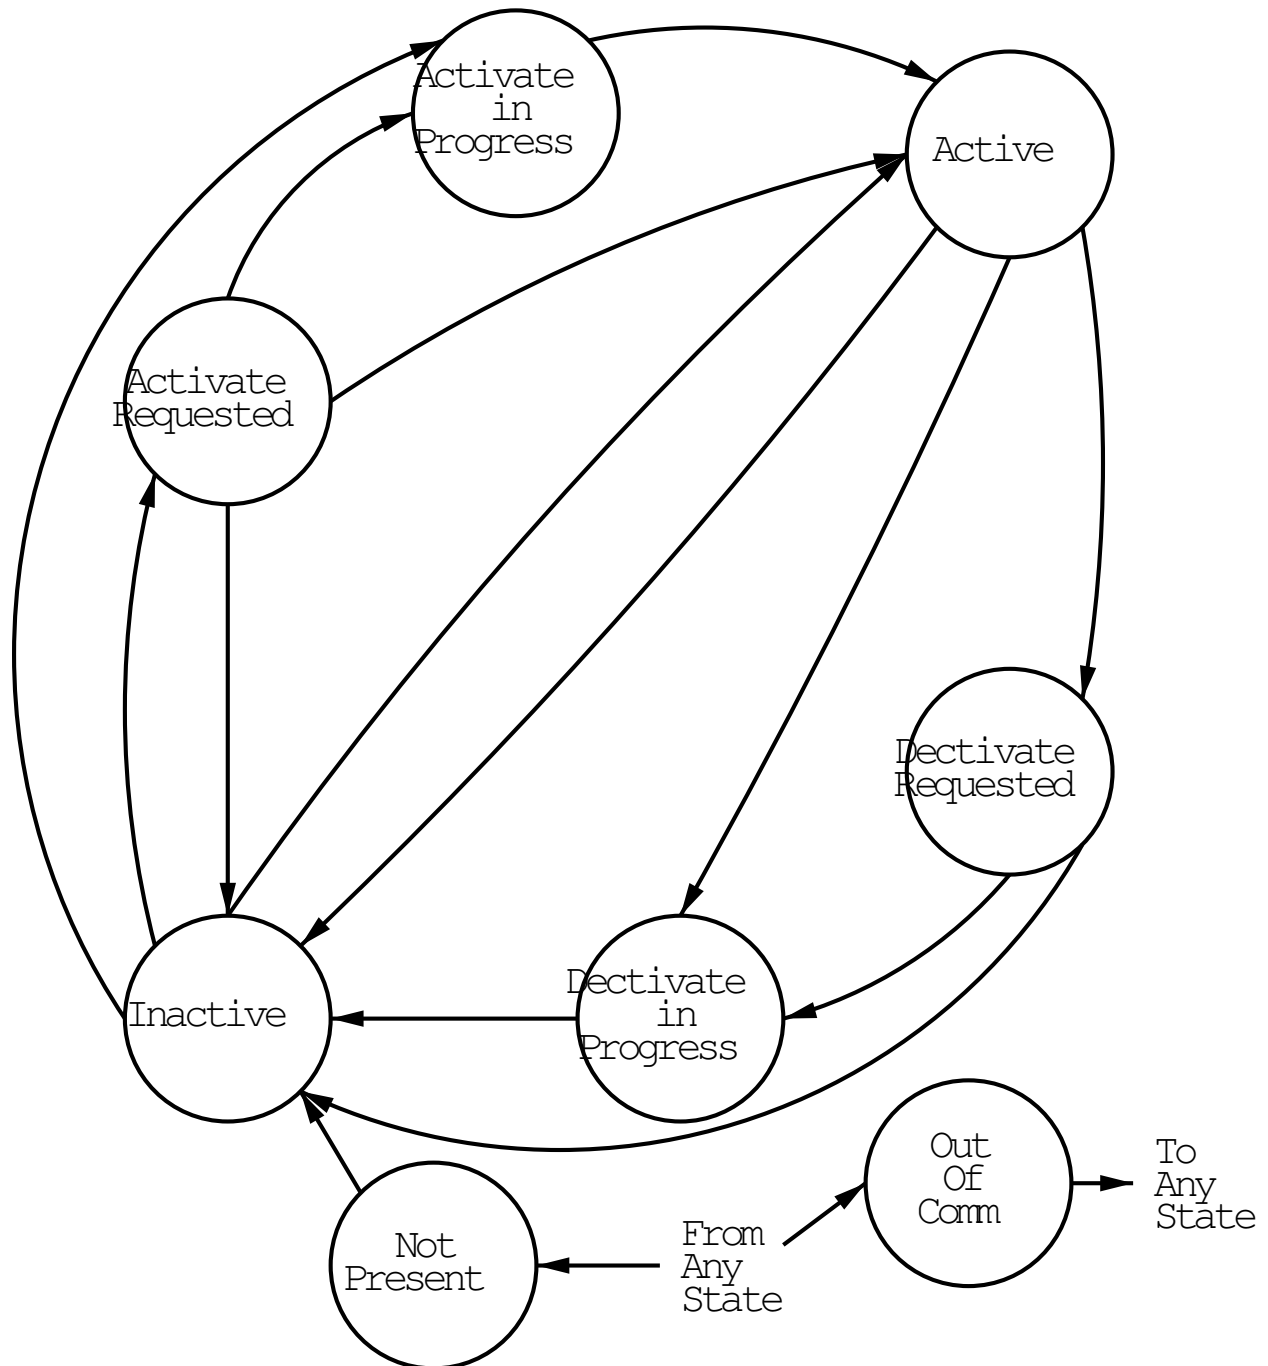 Activate
in
Progress
Active
Activate
Requested
Dectivate
Requested
Inactive
Dectivate
in
Progress
Out
Of
Comm
To
Any
State
From
Any
State
Not
Present